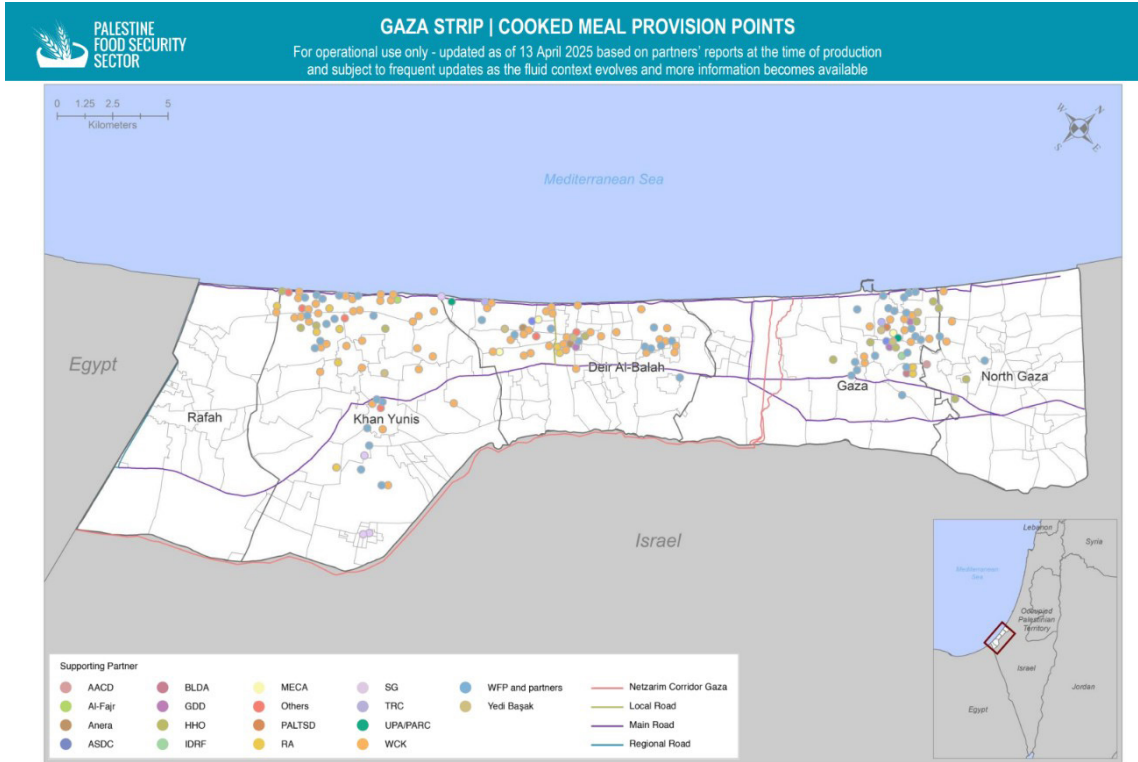 PALESTINE
FOOD SECURITY
SECTOR
GAZA STRIP | COOKED MEAL PROVISION POINTS
For operational use only - updated as of 13 April 2025 based on partners' reports at the time of production
and subject to frequent updates as the fluid context evolves and more information becomes available
0 1.25 2.5 5
Kilometers
W N
S E
Mediterranean Sea
Egypt
Rafah
Khan Yunis
Deir Al-Balah
Gaza
North Gaza
Israel
Supporting Partner
AACD
Al-Fajr
Anera
ASDC
BLDA
GDD
HHO
IDRF
MECA
Others
PALTSD
RA
SG
TRC
UPA/PARC
WCK
WFP and partners
Yedi Başak
Netzarim Corridor Gaza
Local Road
Main Road
Regional Road
Lebanon
Syria
Mediterranean
Sea
Occupied
Palestinian
Territory
Israel
Jordan
Egypt